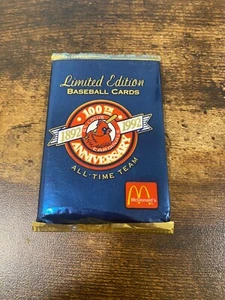 Limited Edition
BASEBALL CARDS
100TH
1892 1992
ANNIVERSARY
ALL-TIME TEAM
McDonald's